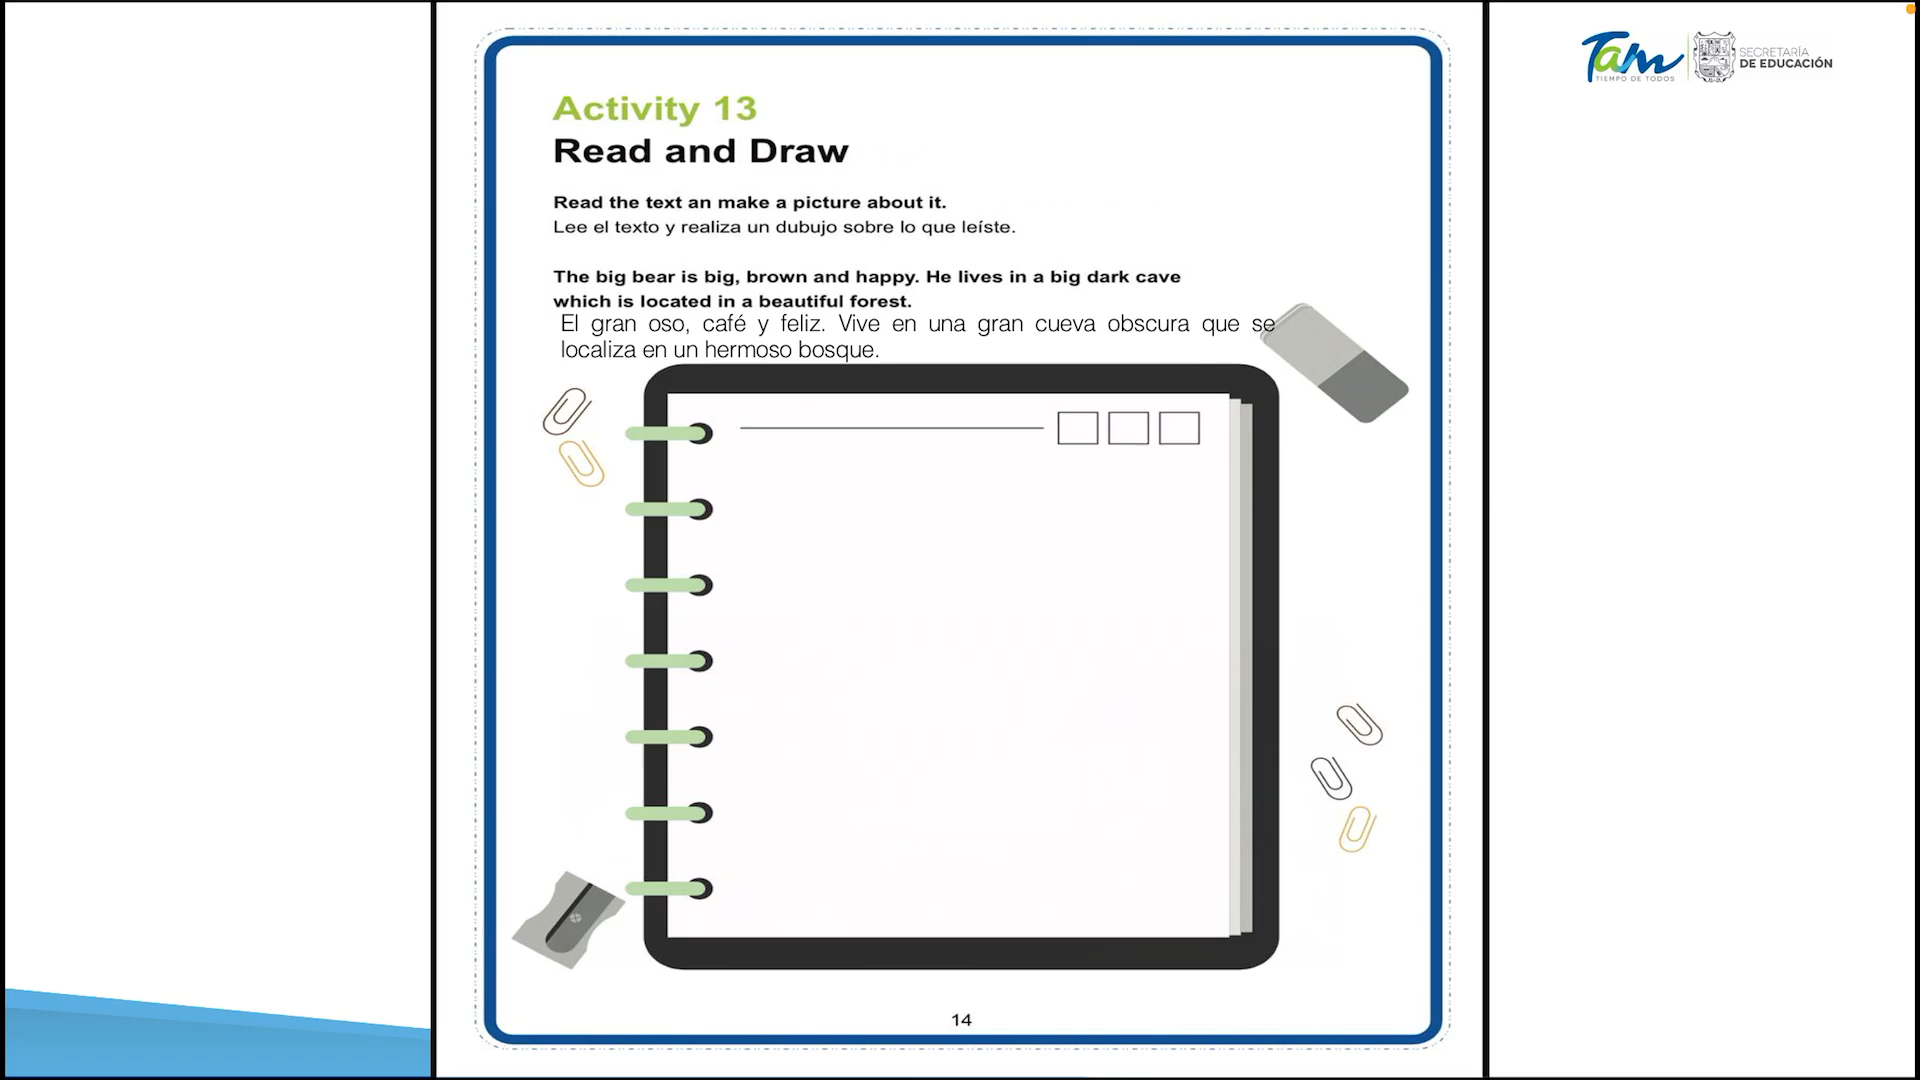 Tam
TIEMPO DE TODOS
SECRETARÍA
DE EDUCACIÓN
Activity 13
Read and Draw
Read the text an make a picture about it.
Lee el texto y realiza un dubujo sobre lo que leíste.
The big bear is big, brown and happy. He lives in a big dark cave
which is located in a beautiful forest.
El gran oso, café y feliz. Vive en una gran cueva obscura que se
localiza en un hermoso bosque.
14